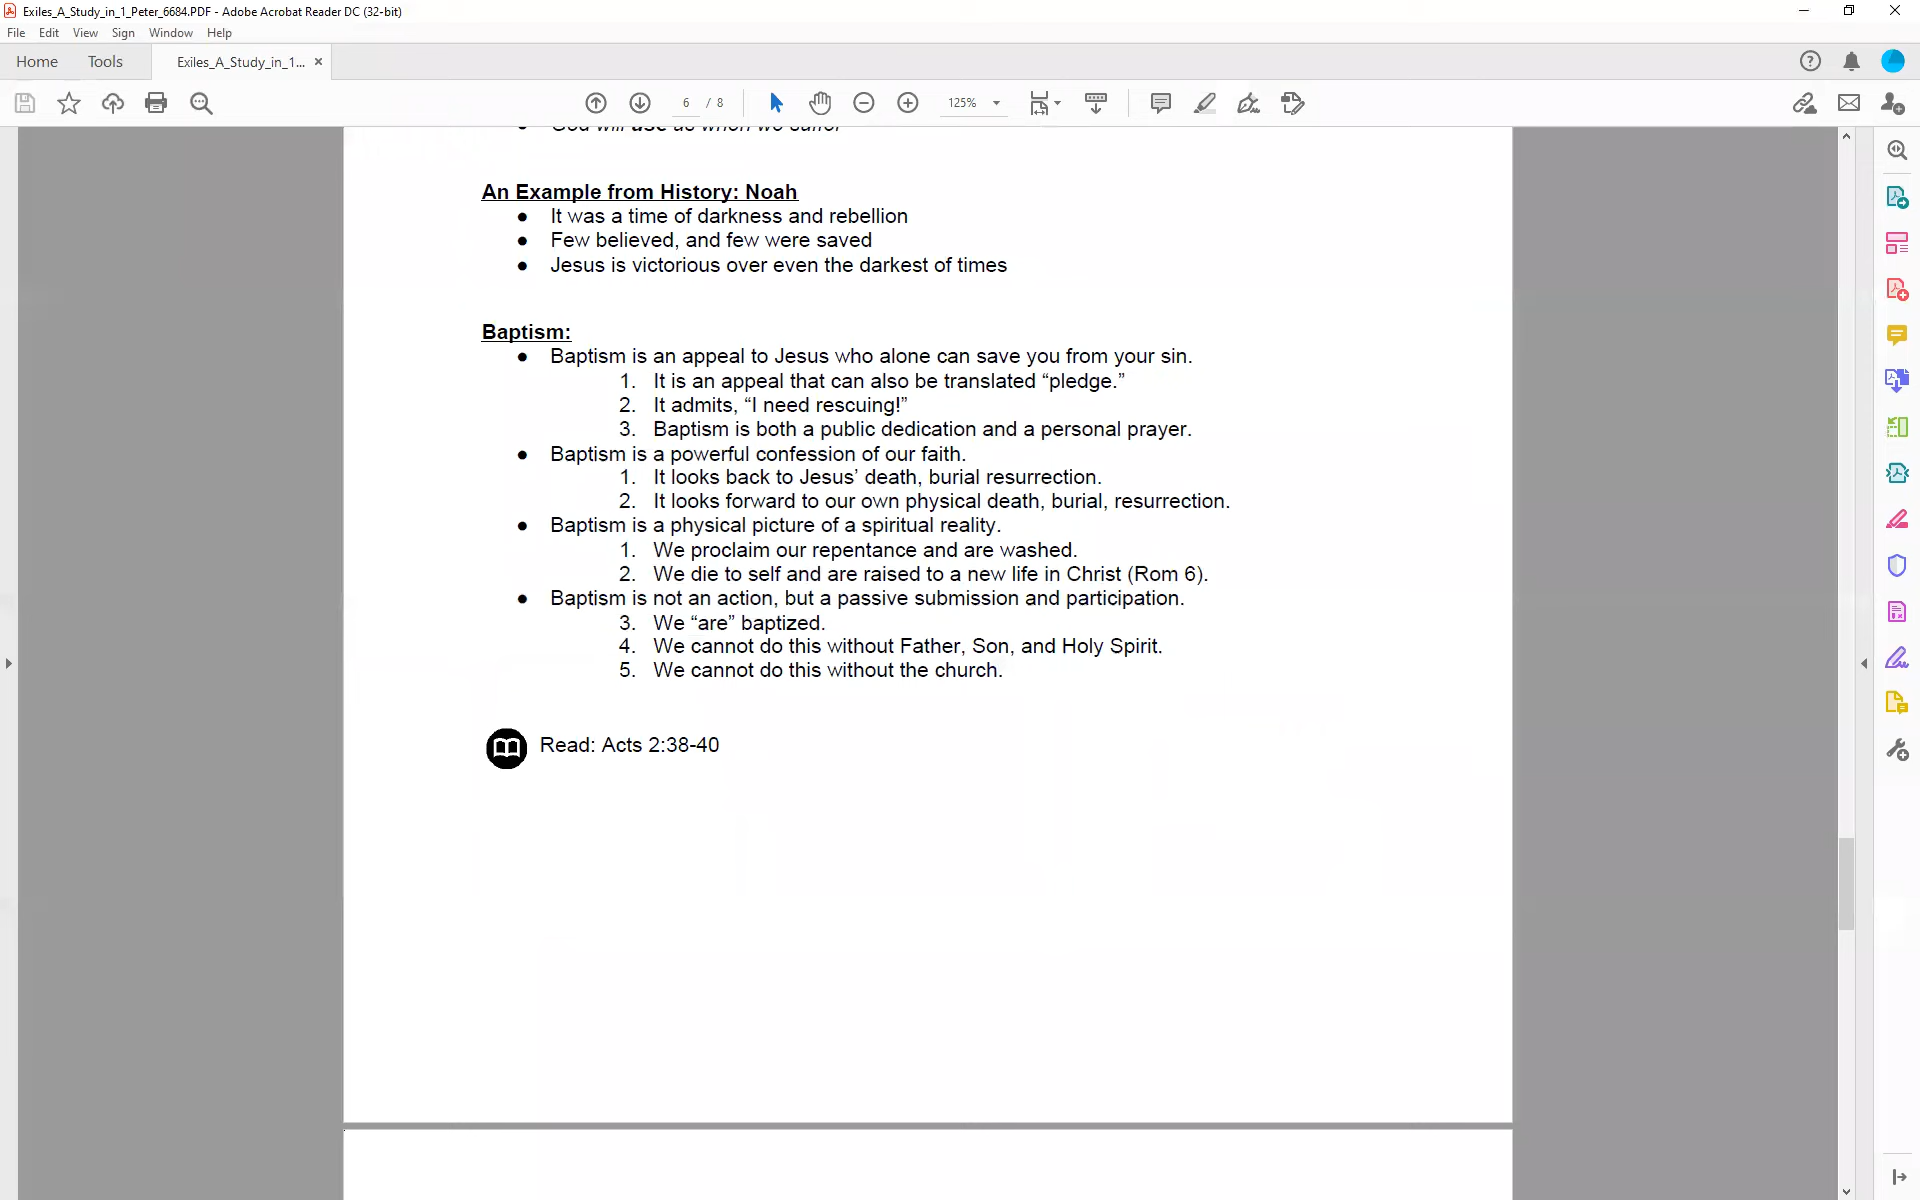 Exiles_A_Study_in_1_Peter_6684.PDF - Adobe Acrobat Reader DC (32-bit)
File Edit View Sign Window Help
Home Tools Exiles_A_Study_in_1... ×
6 / 8 125%
God will use us when we suffer
An Example from History: Noah
● It was a time of darkness and rebellion
● Few believed, and few were saved
● Jesus is victorious over even the darkest of times
Baptism:
● Baptism is an appeal to Jesus who alone can save you from your sin.
1. It is an appeal that can also be translated “pledge.”
2. It admits, “I need rescuing!”
3. Baptism is both a public dedication and a personal prayer.
● Baptism is a powerful confession of our faith.
1. It looks back to Jesus’ death, burial resurrection.
2. It looks forward to our own physical death, burial, resurrection.
● Baptism is a physical picture of a spiritual reality.
1. We proclaim our repentance and are washed.
2. We die to self and are raised to a new life in Christ (Rom 6).
● Baptism is not an action, but a passive submission and participation.
3. We “are” baptized.
4. We cannot do this without Father, Son, and Holy Spirit.
5. We cannot do this without the church.
Read: Acts 2:38-40